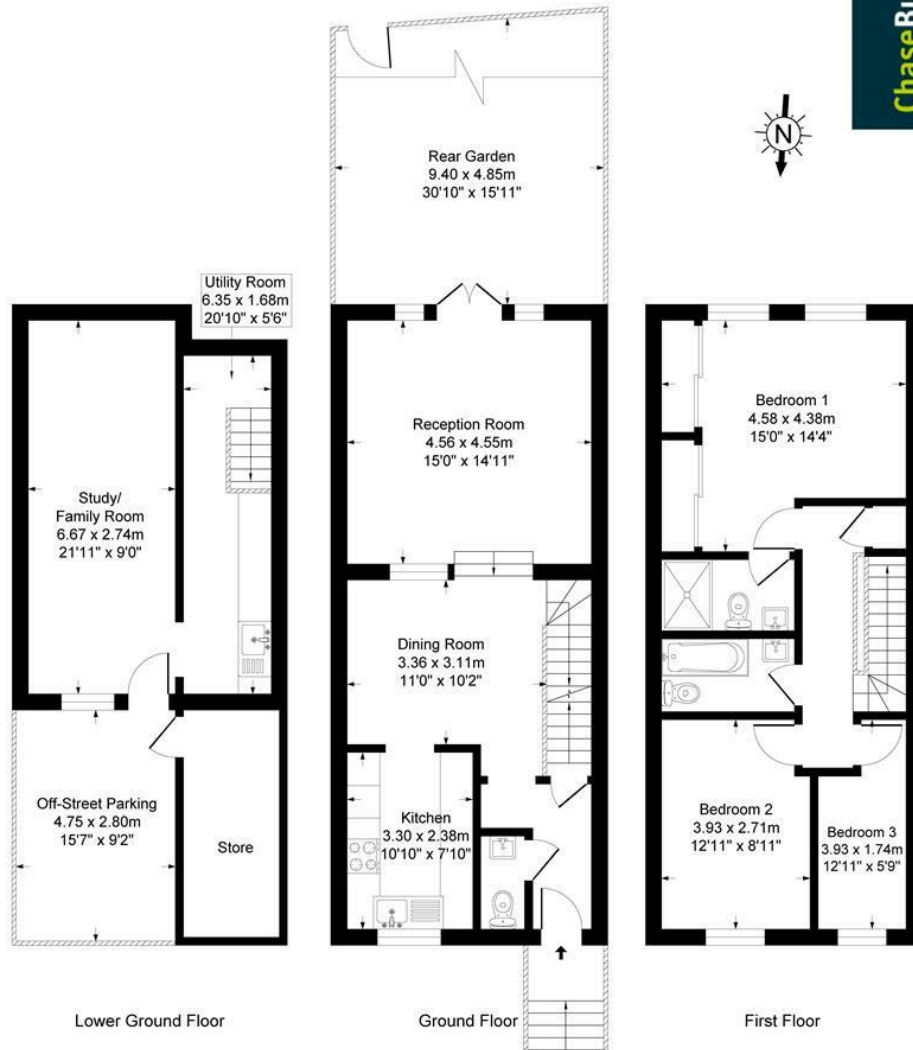 ChaseBu
N
Rear Garden
9.40 x 4.85m
30'10" x 15'11"
Utility Room
6.35 x 1.68m
20'10" x 5'6"
Study/
Family Room
6.67 x 2.74m
21'11" x 9'0"
Off-Street Parking
4.75 x 2.80m
15'7" x 9'2"
Store
Lower Ground Floor
Reception Room
4.56 x 4.55m
15'0" x 14'11"
Dining Room
3.36 x 3.11m
11'0" x 10'2"
Kitchen
3.30 x 2.38m
10'10" x 7'10"
Ground Floor
Bedroom 1
4.58 x 4.38m
15'0" x 14'4"
Bedroom 2
3.93 x 2.71m
12'11" x 8'11"
Bedroom 3
3.93 x 1.74m
12'11" x 5'9"
First Floor